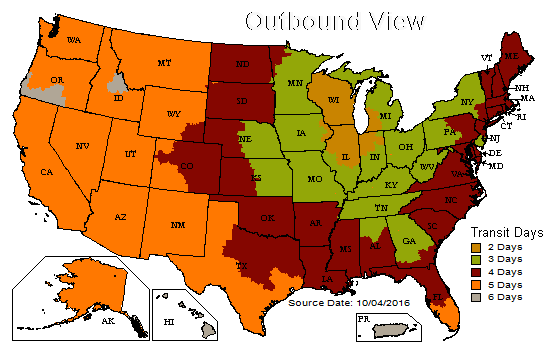 Outbound View
WA
MT
ND
MN
VT
ME
OR
ID
SD
WI
MI
NY
NH
MA
RI
CT
WY
IA
NE
PA
NJ
DE
MD
NV
UT
CO
IL
IN
OH
WV
VA
CA
KS
MO
KY
AZ
NM
OK
AR
TN
NC
SC
TX
LA
MS
AL
GA
FL
AK
HI
PR
Transit Days
2 Days
3 Days
4 Days
5 Days
6 Days
Source Date: 10/04/2016